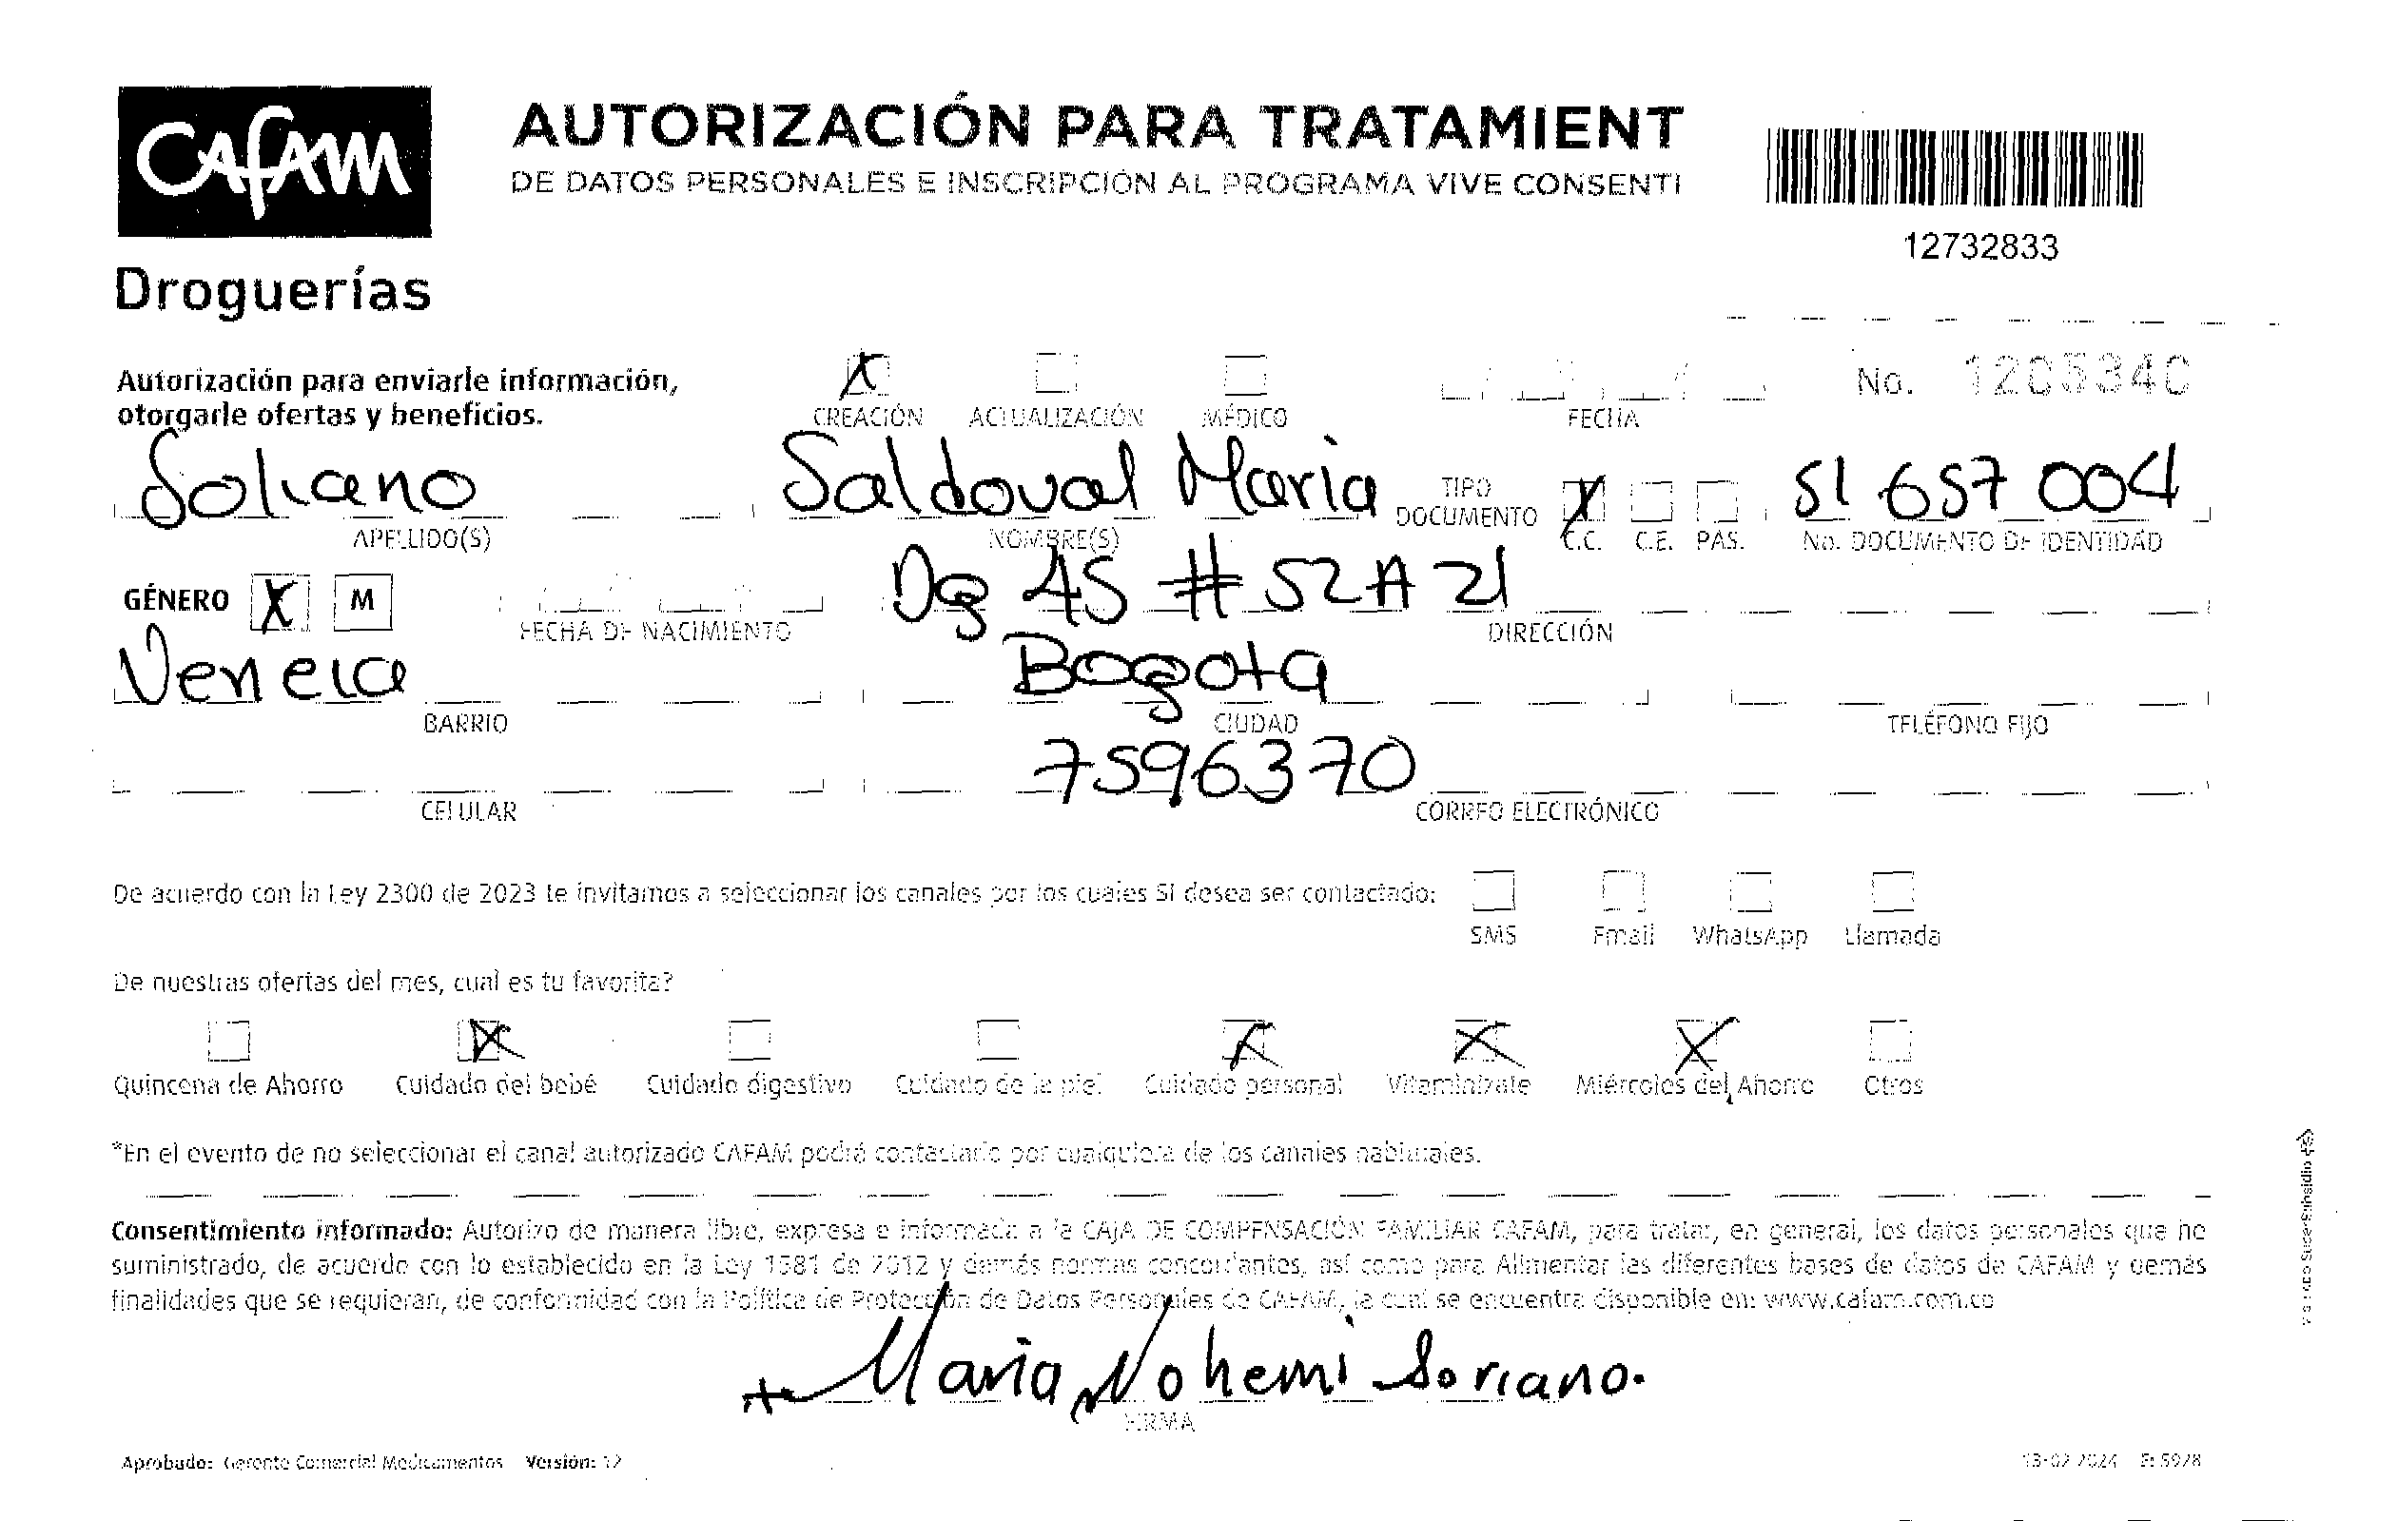 CAFAM
Droguerías
AUTORIZACIÓN PARA TRATAMIENT
DE DATOS PERSONALES E INSCRIPCIÓN AL PROGRAMA VIVE CONSENTI
12732833
Autorización para enviarle información,
otorgarle ofertas y beneficios.
X CREACIÓN ACTUALIZACIÓN MÉDICO FECHA No. 1205340
Soliano Saldoval Maria TIPO DOCUMENTO X 51 657 004
APELLIDO(S) NOMBRE(S) C.C. C.E. PAS. No. DOCUMENTO DE IDENTIDAD
GÉNERO X M Dg 45 # 52A 21
FECHA DE NACIMIENTO DIRECCIÓN
Veneia Bogota
BARRIO CIUDAD TELÉFONO FIJO
7596370
CELULAR CORREO ELECTRÓNICO
De acuerdo con la Ley 2300 de 2023 te invitamos a seleccionar los canales por los cuales SI desea ser contactado:
SMS Email WhatsApp Llamada
De nuestras ofertas del mes, cual es tu favorita?
X X X X
Quincena de Ahorro Cuidado del bebé Cuidado digestivo Cuidado de la piel Cuidado personal Vitaminízate Miércoles del Ahorro Otros
*En el evento de no seleccionar el canal autorizado CAFAM podrá contactarlo por cualquiera de los canales habituales.
Consentimiento informado: Autorizo de manera libre, expresa e informada a la CAJA DE COMPENSACIÓN FAMILIAR CAFAM, para tratar, en general, los datos personales que he
suministrado, de acuerdo con lo establecido en la Ley 1581 de 2012 y demás normas concordantes, así como para Alimentar las diferentes bases de datos de CAFAM y demás
finalidades que se requieran, de conformidad con la Política de Protección de Datos Personales de CAFAM, la cual se encuentra disponible en: www.cafam.com.co
Maria Nohemi Soriano.
FIRMA
Aprobado: Gerente Comercial Medicamentos Versión: 12
13-02-2024